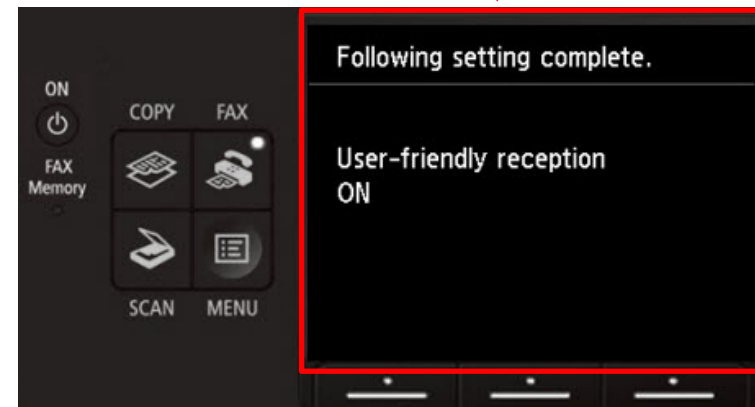 ON
FAX
Memory
COPY FAX
SCAN MENU
Following setting complete.
User-friendly reception
ON